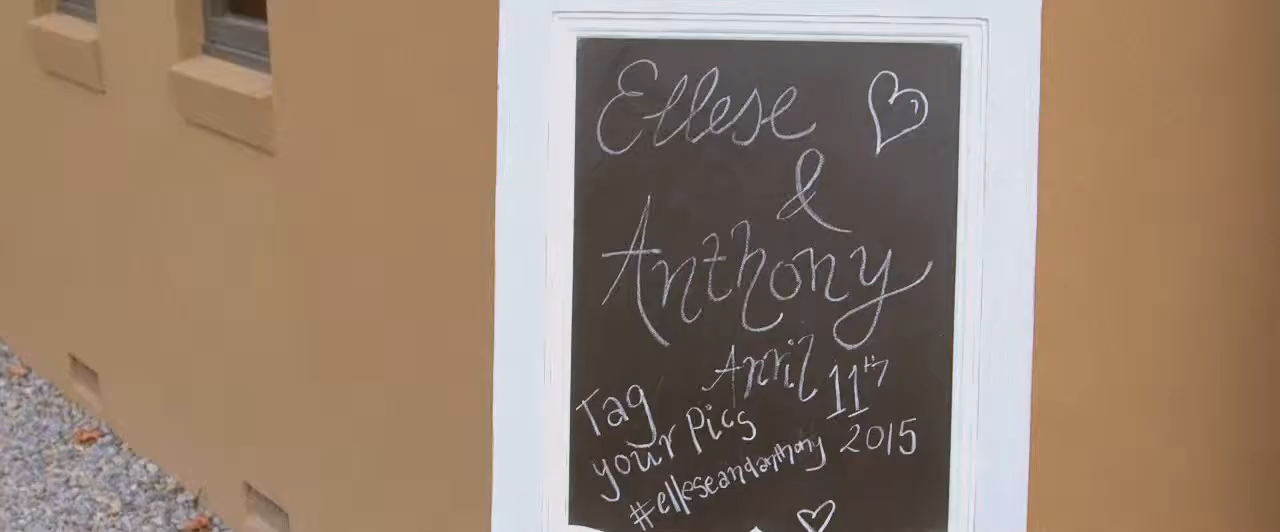 Ellese
&
Anthony
April 11th
2015
Tag
your Pics
#elleseandanthony